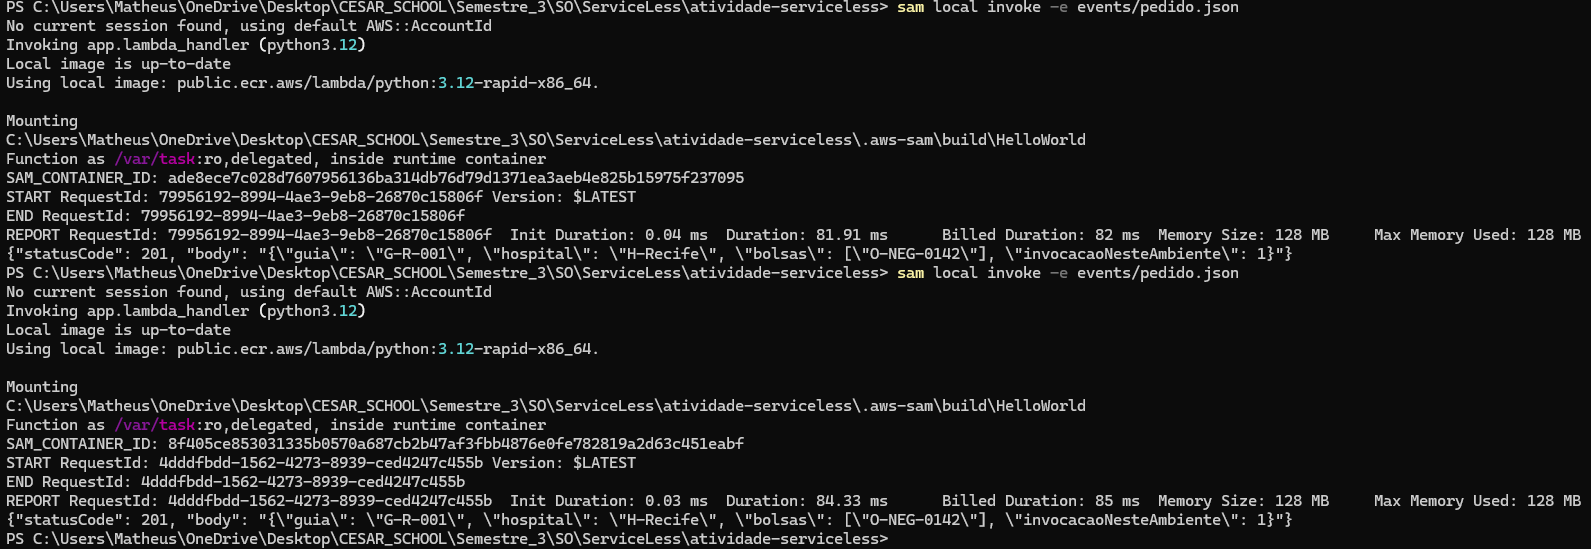 PS C:\Users\Matheus\OneDrive\Desktop\CESAR_SCHOOL\Semestre_3\SO\ServiceLess\atividade-serviceless> sam local invoke -e events/pedido.json
No current session found, using default AWS::AccountId
Invoking app.lambda_handler (python3.12)
Local image is up-to-date
Using local image: public.ecr.aws/lambda/python:3.12-rapid-x86_64.

Mounting
C:\Users\Matheus\OneDrive\Desktop\CESAR_SCHOOL\Semestre_3\SO\ServiceLess\atividade-serviceless\.aws-sam\build\HelloWorld
Function as /var/task:ro,delegated, inside runtime container
SAM_CONTAINER_ID: ade8ece7c028d7607956136ba314db76d79d1371ea3aeb4e825b15975f237095
START RequestId: 79956192-8994-4ae3-9eb8-26870c15806f Version: $LATEST
END RequestId: 79956192-8994-4ae3-9eb8-26870c15806f
REPORT RequestId: 79956192-8994-4ae3-9eb8-26870c15806f  Init Duration: 0.04 ms  Duration: 81.91 ms      Billed Duration: 82 ms  Memory Size: 128 MB     Max Memory Used: 128 MB
{"statusCode": 201, "body": "{\"guia\": \"G-R-001\", \"hospital\": \"H-Recife\", \"bolsas\": [\"O-NEG-0142\"], \"invocacaoNesteAmbiente\": 1}"}
PS C:\Users\Matheus\OneDrive\Desktop\CESAR_SCHOOL\Semestre_3\SO\ServiceLess\atividade-serviceless> sam local invoke -e events/pedido.json
No current session found, using default AWS::AccountId
Invoking app.lambda_handler (python3.12)
Local image is up-to-date
Using local image: public.ecr.aws/lambda/python:3.12-rapid-x86_64.

Mounting
C:\Users\Matheus\OneDrive\Desktop\CESAR_SCHOOL\Semestre_3\SO\ServiceLess\atividade-serviceless\.aws-sam\build\HelloWorld
Function as /var/task:ro,delegated, inside runtime container
SAM_CONTAINER_ID: 8f405ce853031335b0570a687cb2b47af3fbb4876e0fe782819a2d63c451eabf
START RequestId: 4dddfbdd-1562-4273-8939-ced4247c455b Version: $LATEST
END RequestId: 4dddfbdd-1562-4273-8939-ced4247c455b
REPORT RequestId: 4dddfbdd-1562-4273-8939-ced4247c455b  Init Duration: 0.03 ms  Duration: 84.33 ms      Billed Duration: 85 ms  Memory Size: 128 MB     Max Memory Used: 128 MB
{"statusCode": 201, "body": "{\"guia\": \"G-R-001\", \"hospital\": \"H-Recife\", \"bolsas\": [\"O-NEG-0142\"], \"invocacaoNesteAmbiente\": 1}"}
PS C:\Users\Matheus\OneDrive\Desktop\CESAR_SCHOOL\Semestre_3\SO\ServiceLess\atividade-serviceless>